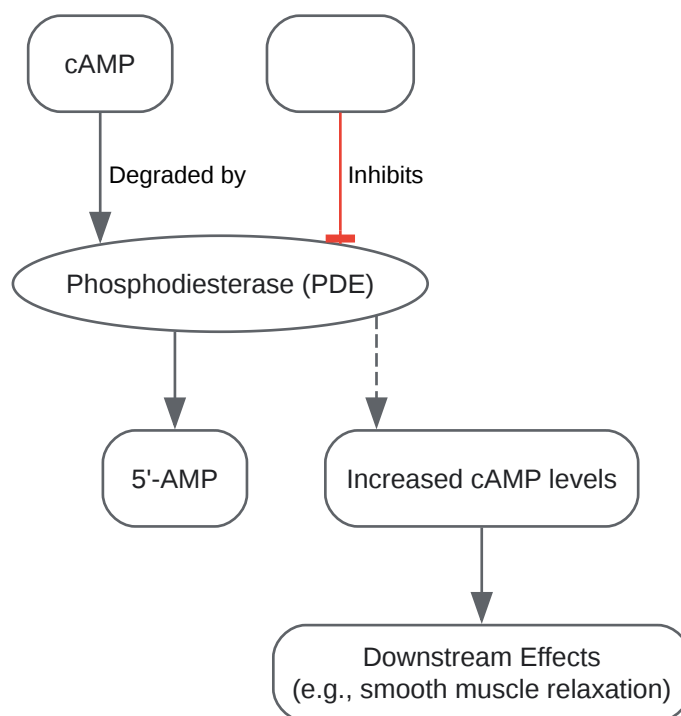 cAMP
Degraded by
Inhibits
Phosphodiesterase (PDE)
5'-AMP
Increased cAMP levels
Downstream Effects
(e.g., smooth muscle relaxation)